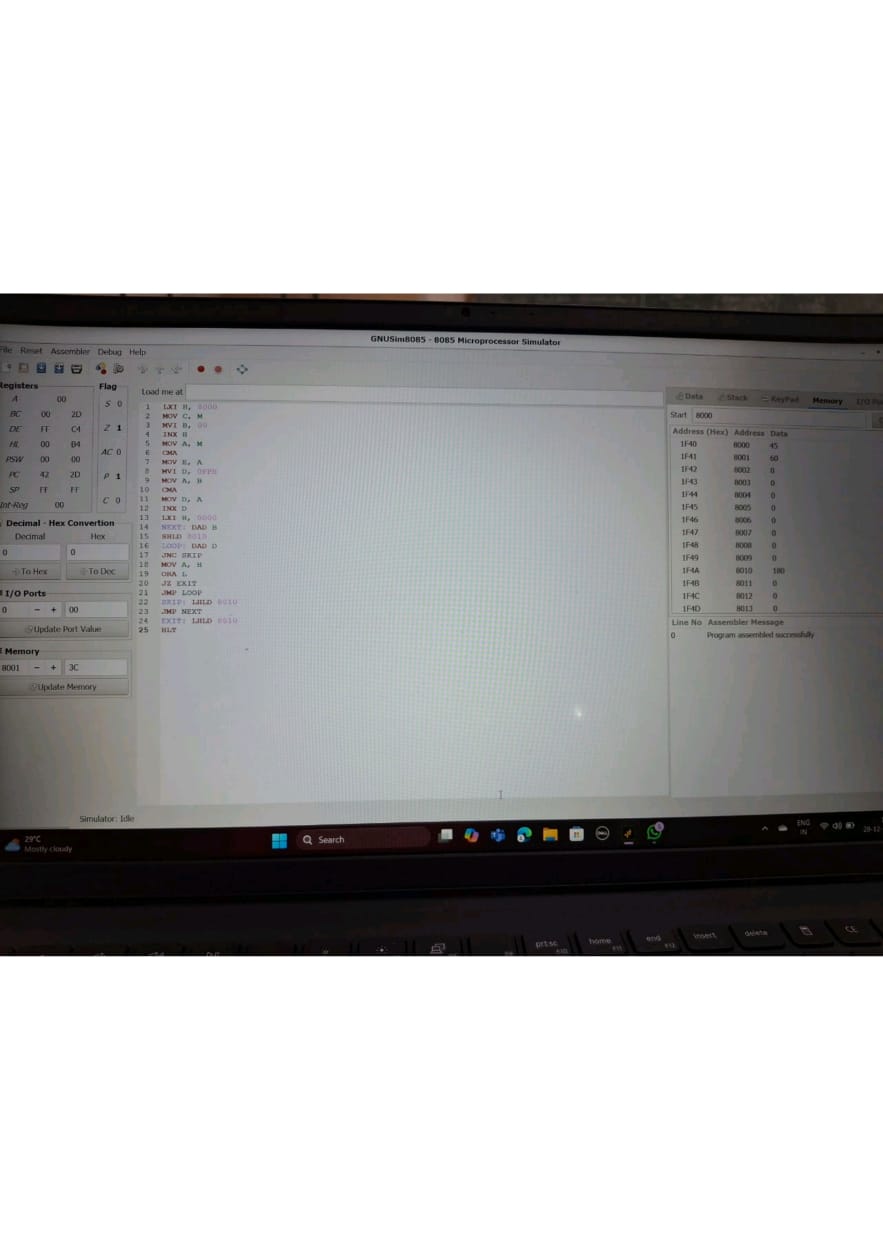 GNUSim8085 - 8085 Microprocessor Simulator
File Reset Assembler Debug Help
Registers
Flag
A 00
BC 00 2D
DE FF C4
HL 00 B4
PSW 00 00
PC 42 2D
SP FF FF
Int-Reg 00
S 0
Z 1
AC 0
P 1
C 0
Decimal - Hex Convertion
Decimal Hex
0 0
To Hex To Dec
I/O Ports
0 - + 00
Update Port Value
Memory
8001 - + 3C
Update Memory
Simulator: Idle
Load me at
1 LXI H, 8000
2 MOV C, M
3 MVI B, 00
4 INX H
5 MOV A, M
6 CMA
7 MOV E, A
8 MVI D,
9 MOV A, B
10 CMA
11 MOV D, A
12 INX D
13 LXI H, 0000
14 NEXT: DAD B
15 SHLD 8010
16 LOOP: DAD D
17 JNC SKIP
18 MOV A, H
19 ORA L
20 JZ EXIT
21 JMP LOOP
22 SKIP: LHLD 8010
23 JMP NEXT
24 EXIT: LHLD 8010
25 HLT
Data Stack KeyPad Memory I/O
Start 8000
Address (Hex) Address Data
1F40 8000 45
1F41 8001 60
1F42 8002 0
1F43 8003 0
1F44 8004 0
1F45 8005 0
1F46 8006 0
1F47 8007 0
1F48 8008 0
1F49 8009 0
1F4A 8010 180
1F4B 8011 0
1F4C 8012 0
1F4D 8013 0
Line No Assembler Message
0 Program assembled successfully
29°C
Mostly cloudy
Search
ENG
IN
28-12
prt sc
F10
home
F11
end
F12
insert
delete
CE